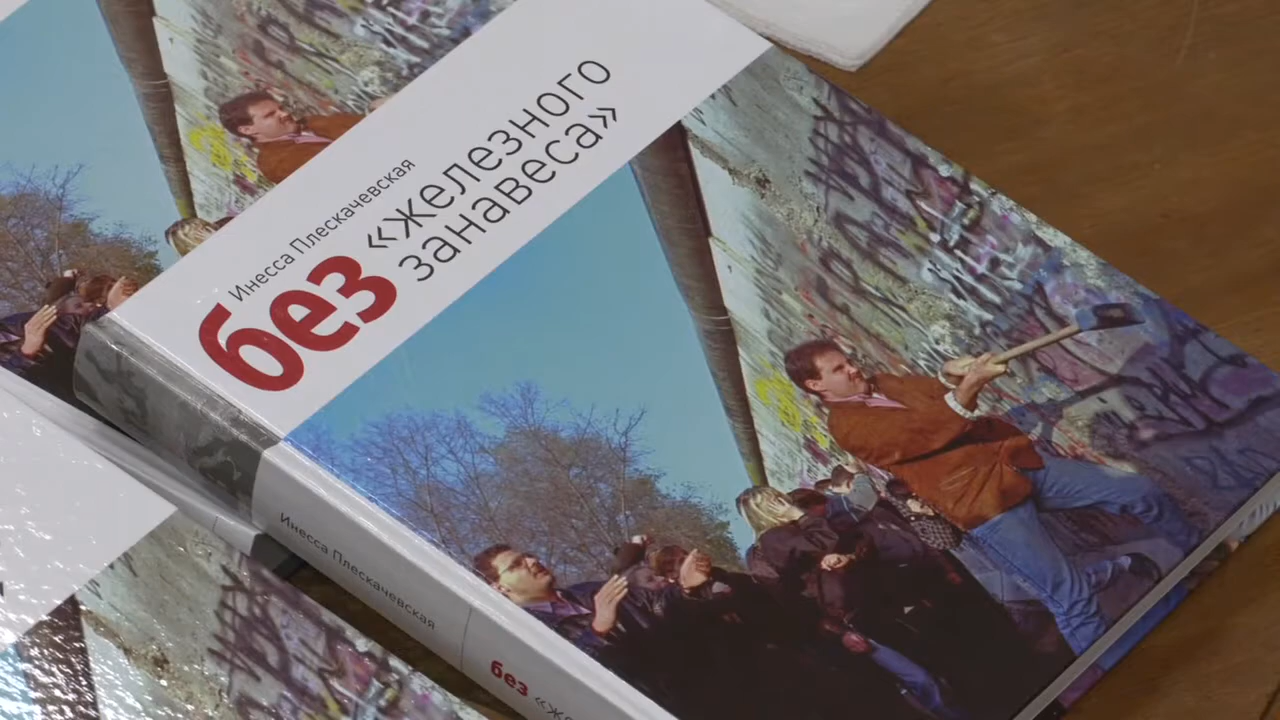 Инесса Плескачевская
без «железного
занавеса»
Инесса Плескачевская
без